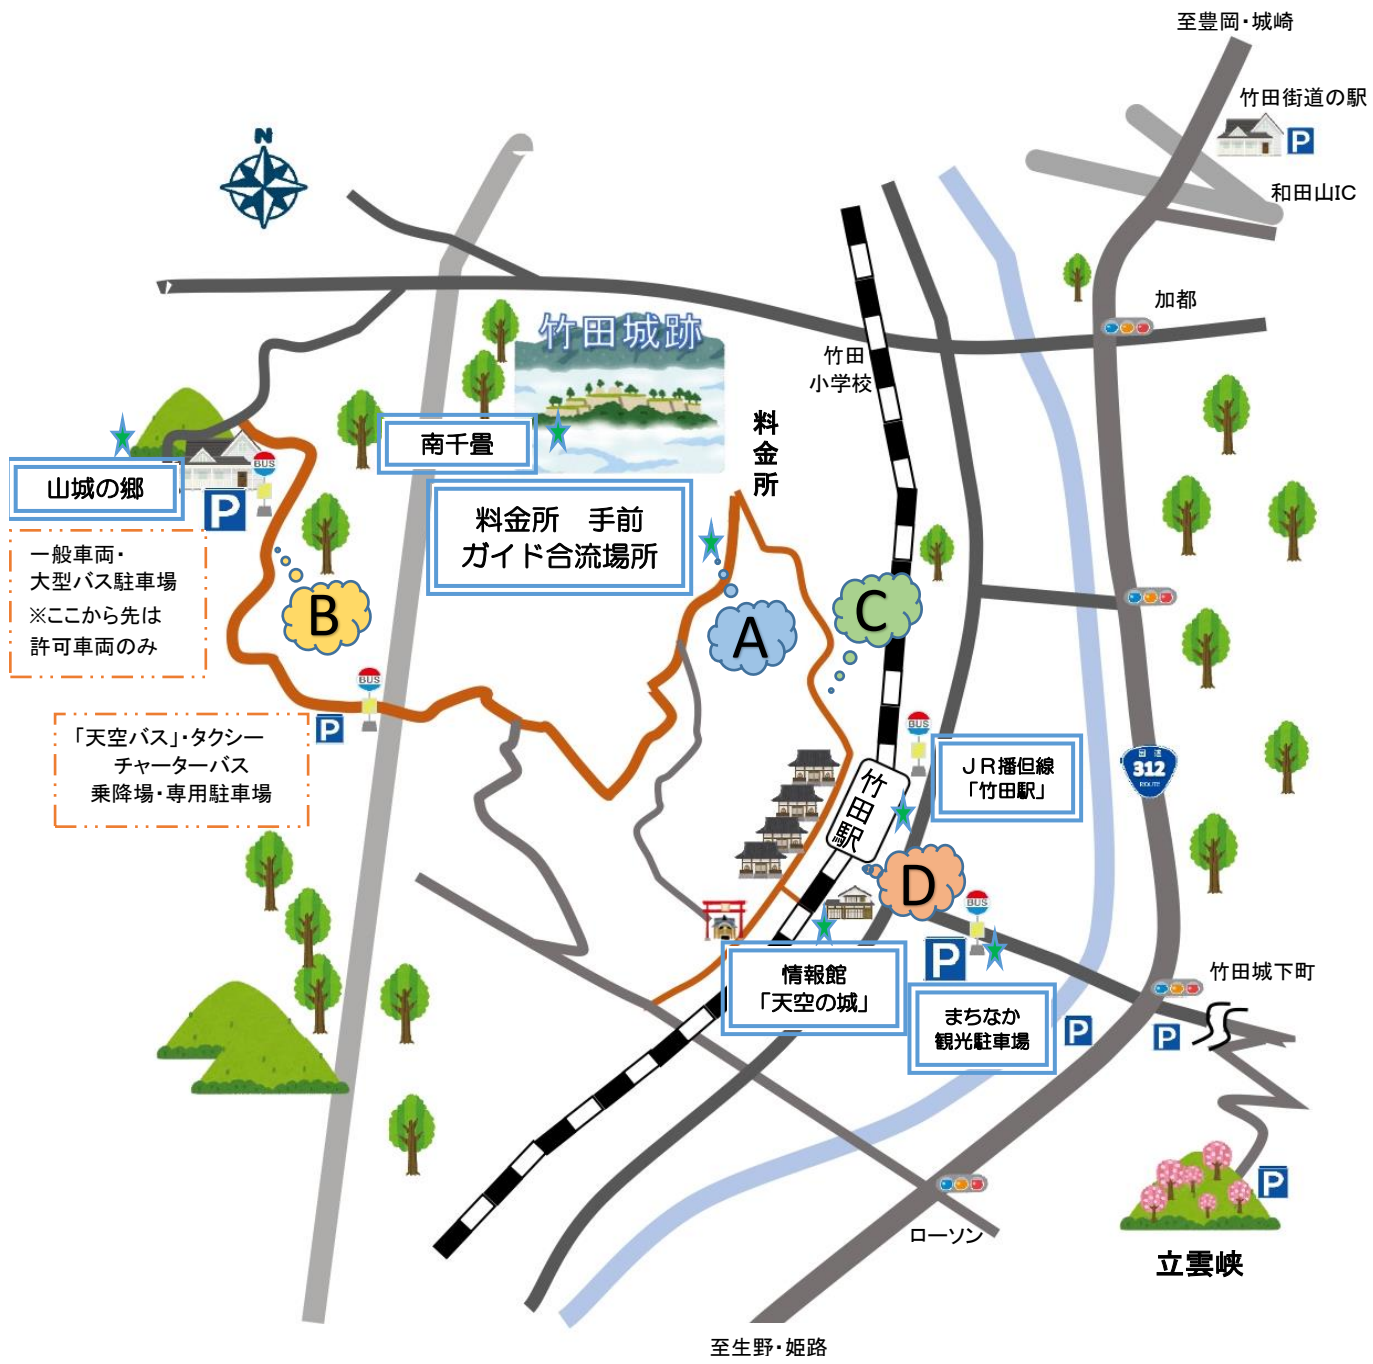 至豊岡・城崎
竹田街道の駅
P
N
和田山IC
加都
竹田城跡
竹田
小学校
料金所
南千畳
山城の郷
BUS
P
料金所 手前
ガイド合流場所
一般車両・
大型バス駐車場
※ここから先は
許可車両のみ
B
A
C
BUS
P
「天空バス」・タクシー
チャーターバス
乗降場・専用駐車場
BUS
JR播但線
「竹田駅」
竹田駅
国道
312
ROUTE
D
BUS
P
情報館
「天空の城」
まちなか
観光駐車場
P
竹田城下町
P
P
立雲峡
ローソン
至生野・姫路